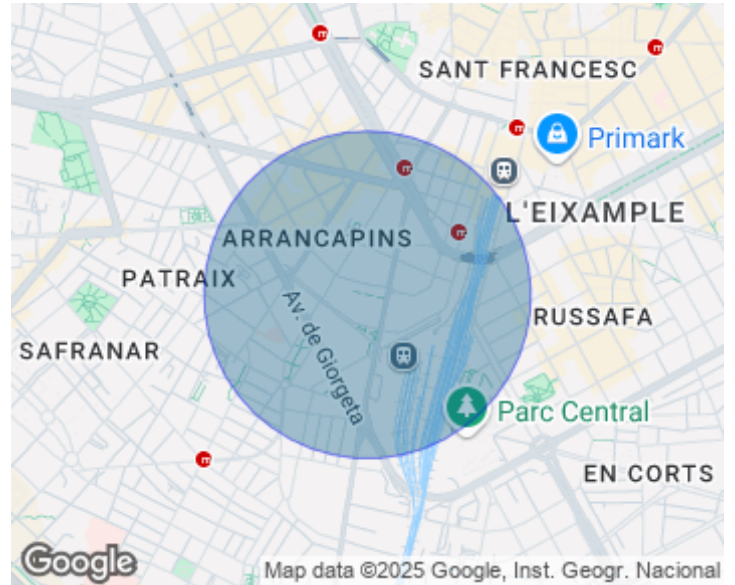 SANT FRANCESC
Primark
L'EIXAMPLE
ARRANCAPINS
PATRAIX
Av. de Giorgeta
RUSSAFA
SAFRANAR
Parc Central
EN CORTS
Google
Map data ©2025 Google, Inst. Geogr. Nacional